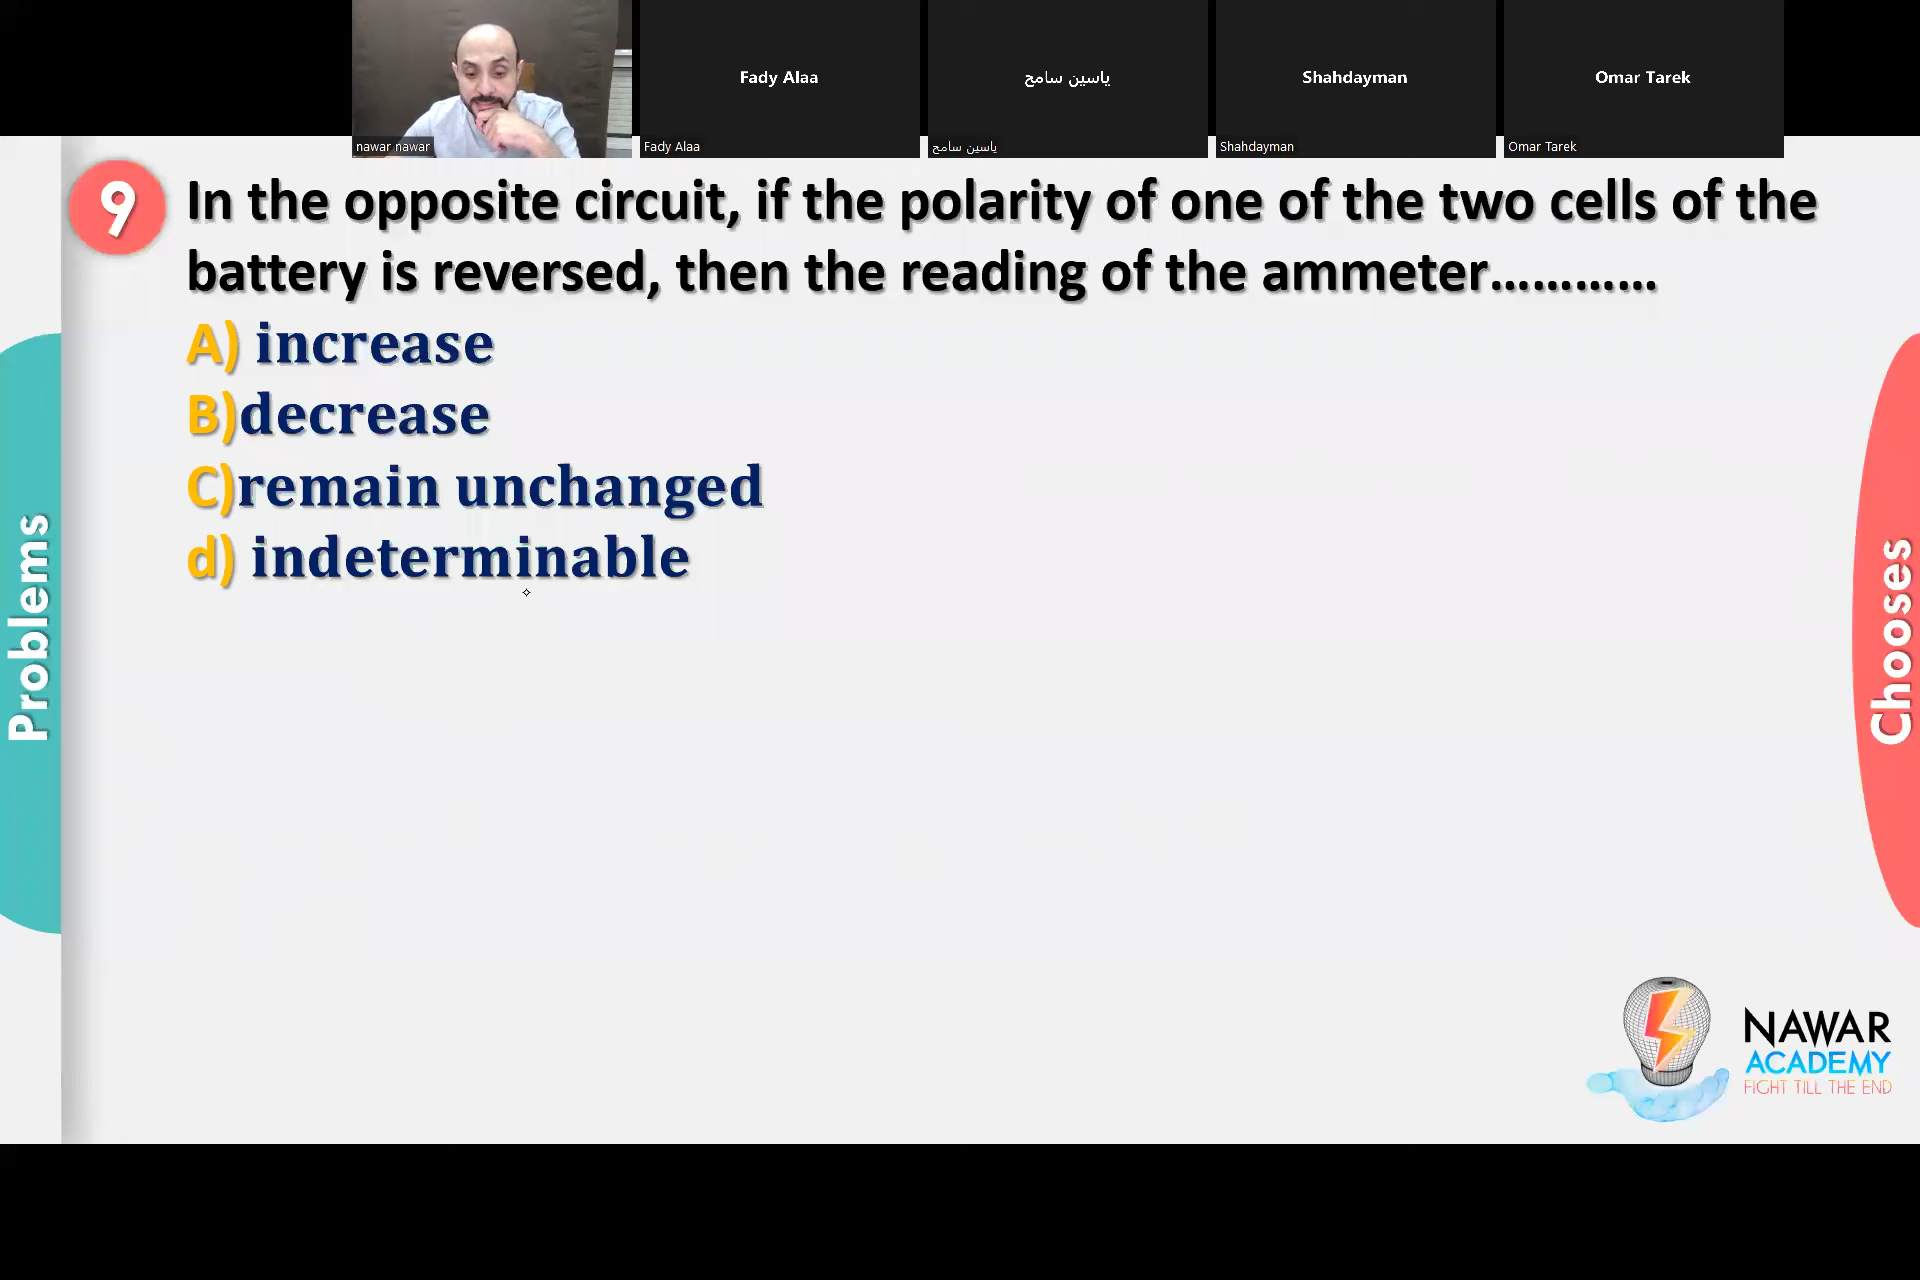 Fady Alaa
ياسين سامح
Shahdayman
Omar Tarek
nawar nawar
Fady Alaa
ياسين سامح
Shahdayman
Omar Tarek
9
In the opposite circuit, if the polarity of one of the two cells of the
battery is reversed, then the reading of the ammeter............
A) increase
B)decrease
C)remain unchanged
d) indeterminable
Problems
Chooses
NAWAR
ACADEMY
FIGHT TILL THE END